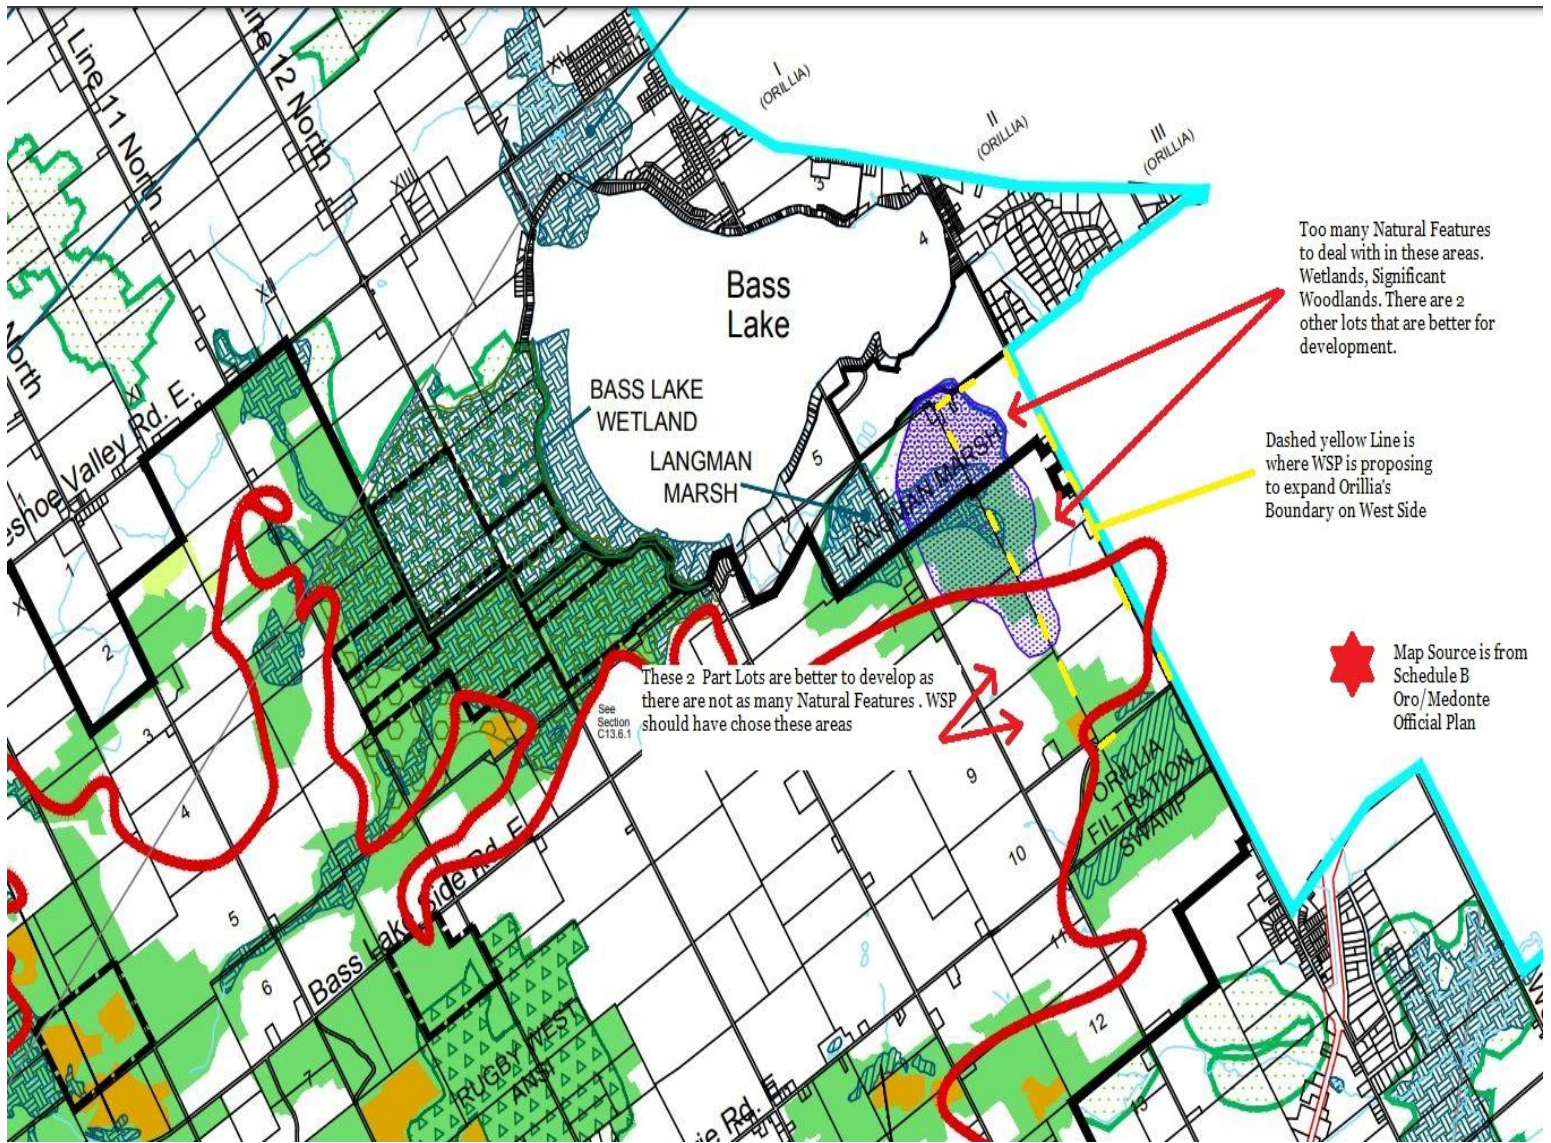 Line 11 North
Line 12 North
XIV
I
(ORILLIA)
II
(ORILLIA)
III
(ORILLIA)
XIII
3
4
Bass
Lake
Too many Natural Features
to deal with in these areas.
Wetlands, Significant
Woodlands. There are 2
other lots that are better for
development.
XII
North
XI
eshoe Valley Rd. E.
BASS LAKE
WETLAND
LANGMAN
MARSH
5
LANGMAN MARSH
Dashed yellow Line is
where WSP is proposing
to expand Orillia's
Boundary on West Side
1
1
X
2
3
4
See
Section
C13.6.1
These 2 Part Lots are better to develop as
there are not as many Natural Features . WSP
should have chose these areas
Map Source is from
Schedule B
Oro/Medonte
Official Plan
9
ORILLIA
FILTRATION
SWAMP
10
5
Bass Lake Side Rd. E.
6
11
12
7
RUGBY WEST
ANSI
13
rie Rd. E.